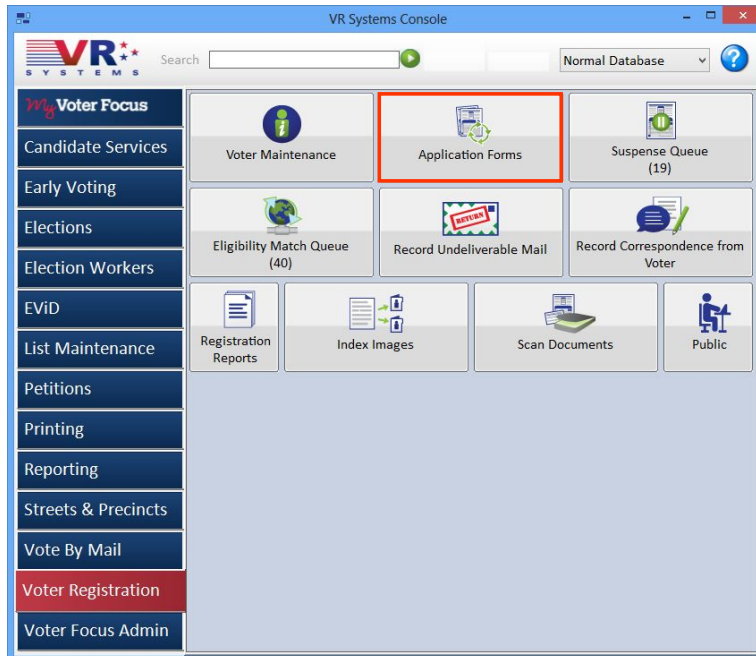 VR Systems Console
VR
SYSTEMS
Search
Normal Database
?
My Voter Focus
Candidate Services
Early Voting
Elections
Election Workers
EViD
List Maintenance
Petitions
Printing
Reporting
Streets & Precincts
Vote By Mail
Voter Registration
Voter Focus Admin
Voter Maintenance
Application Forms
Suspense Queue
(19)
Eligibility Match Queue
(40)
RETURN
Record Undeliverable Mail
Record Correspondence from
Voter
Registration
Reports
Index Images
Scan Documents
Public